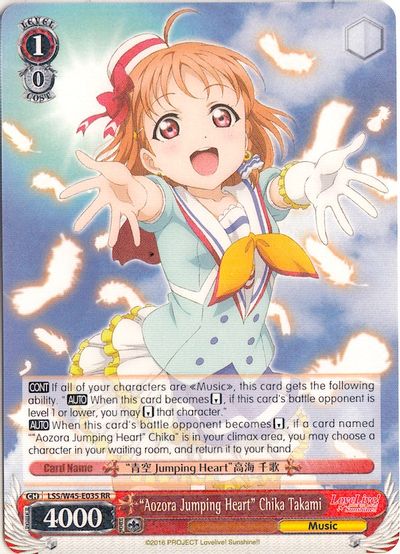 LEVEL
1
0
COST
CONT If all of your characters are «Music», this card gets the following
ability. "AUTO When this card becomes [▼], if this card's battle opponent is
level 1 or lower, you may [▼] that character."
AUTO When this card's battle opponent becomes [▼], if a card named
""Aozora Jumping Heart" Chika" is in your climax area, you may choose a
character in your waiting room, and return it to your hand.
Card Name
"青空 Jumping Heart"高海 千歌
CH LSS/W45-E035 RR
4000
"Aozora Jumping Heart" Chika Takami
LoveLive!
Sunshine!!
Music
©2016 PROJECT Lovelive! Sunshine!!